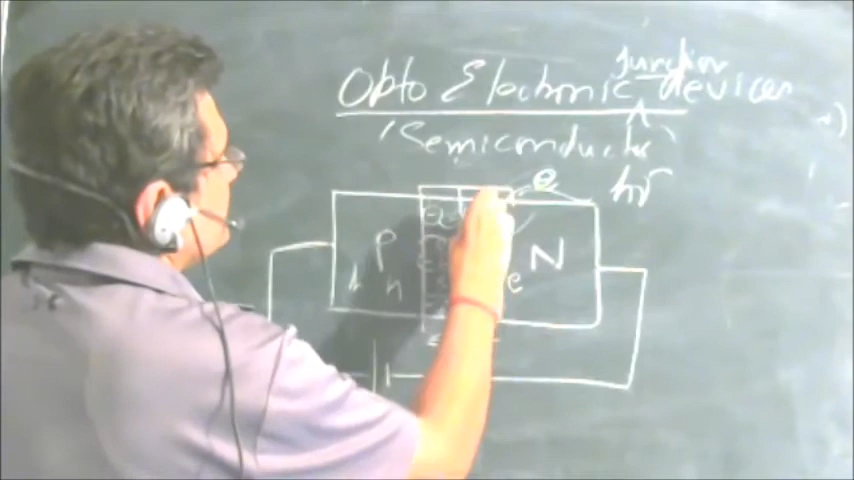 Junction
Opto Electronic devices
(Semiconductor)
e hν
P N
h e